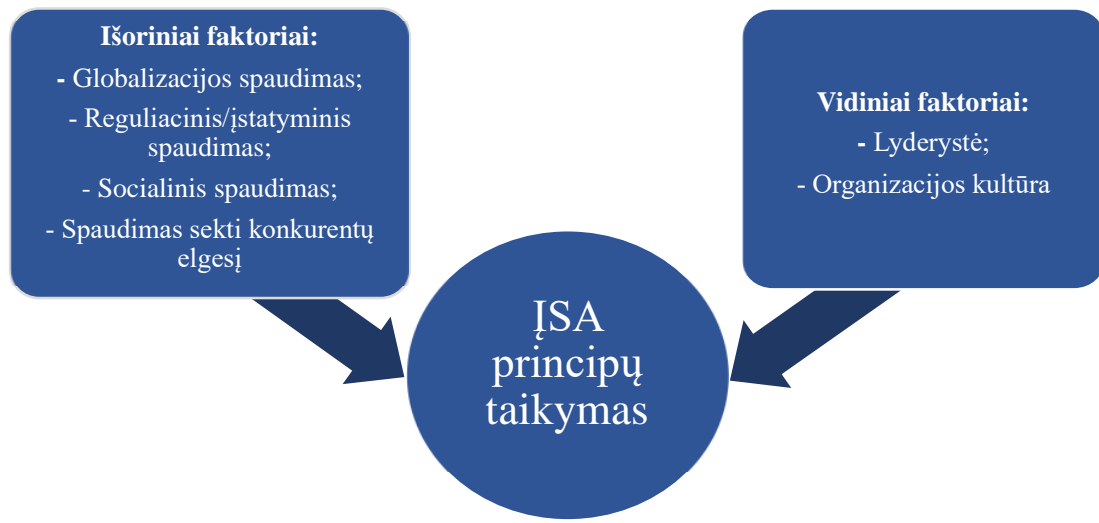 Išoriniai faktoriai:
- Globalizacijos spaudimas;
- Reguliacinis/įstatyminis
spaudimas;
- Socialinis spaudimas;
- Spaudimas sekti konkurentų
elgesį
Vidiniai faktoriai:
- Lyderystė;
- Organizacijos kultūra
ĮSA
principų
taikymas